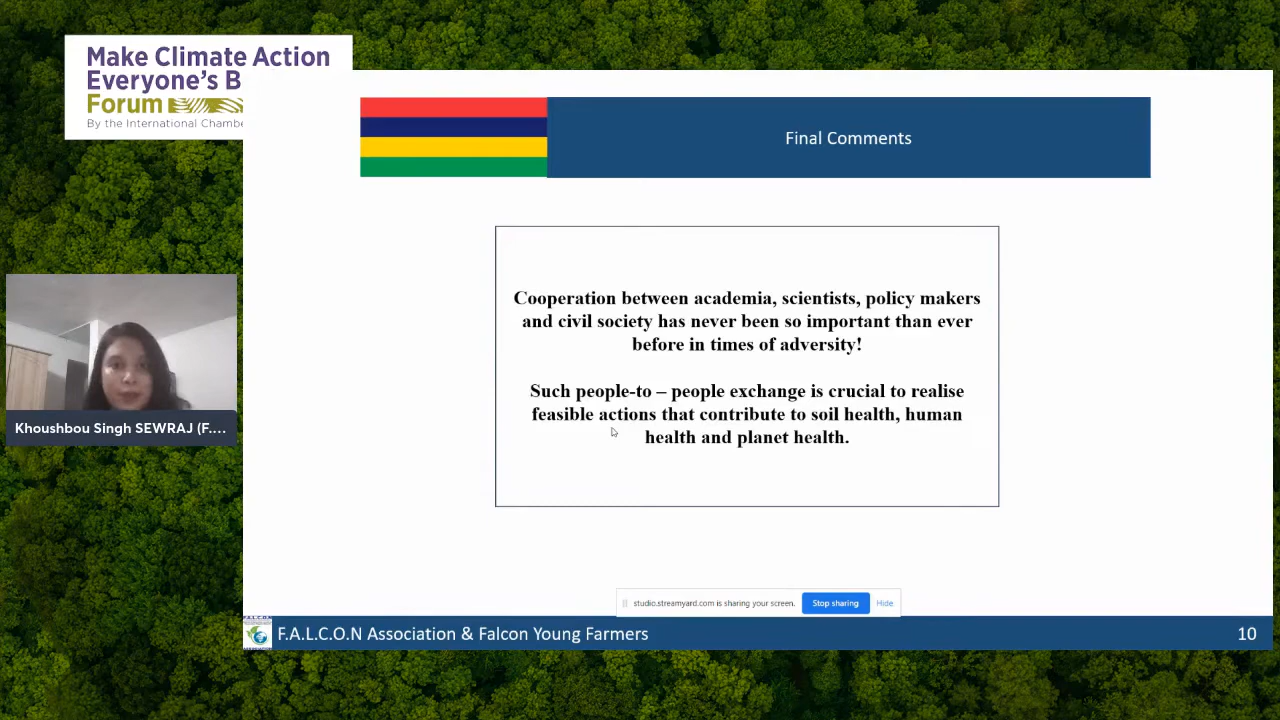 Make Climate Action
Everyone's B
Forum
By the International Chambe
Final Comments
Cooperation between academia, scientists, policy makers
and civil society has never been so important than ever
before in times of adversity!
Such people-to – people exchange is crucial to realise
feasible actions that contribute to soil health, human
health and planet health.
Khoushbou Singh SEWRAJ (F....
studio.streamyard.com is sharing your screen.
Stop sharing
Hide
FALCON
F.A.L.C.O.N Association & Falcon Young Farmers
10